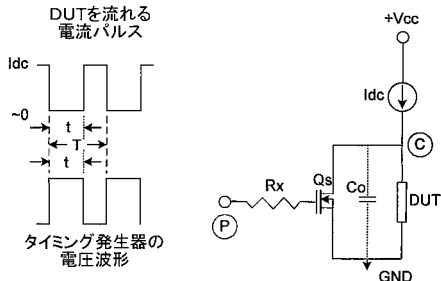 DUTを流れる
電流パルス
Idc
~0
t
T
t
タイミング発生器の
電圧波形
+Vcc
Idc
C
Rx
Qs
Co
DUT
P
GND